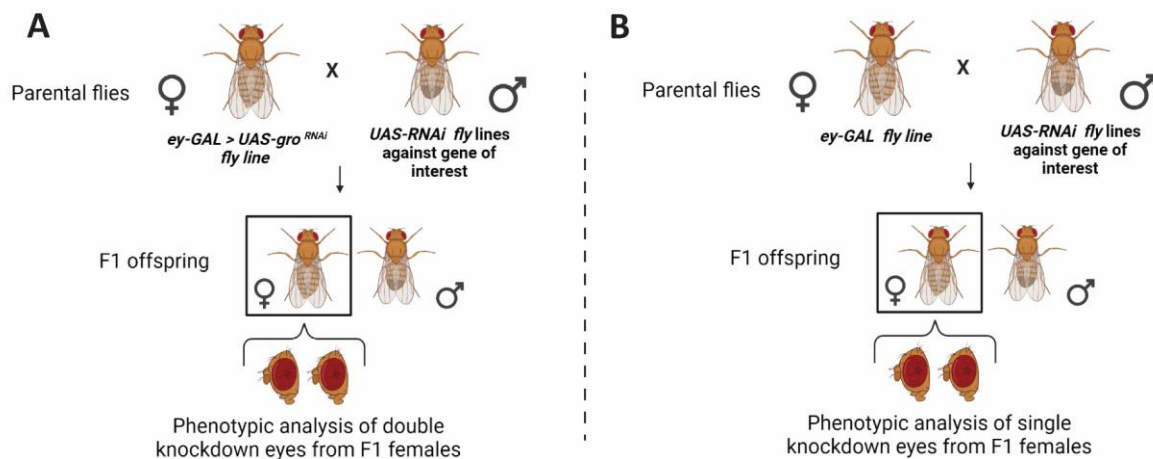 A
Parental flies
♀
X
♂
ey-GAL > UAS-gro RNAi
fly line
UAS-RNAi fly lines
against gene of
interest
F1 offspring
♀
♂
Phenotypic analysis of double
knockdown eyes from F1 females
B
Parental flies
♀
X
♂
ey-GAL fly line
UAS-RNAi fly lines
against gene of
interest
F1 offspring
♀
♂
Phenotypic analysis of single
knockdown eyes from F1 females